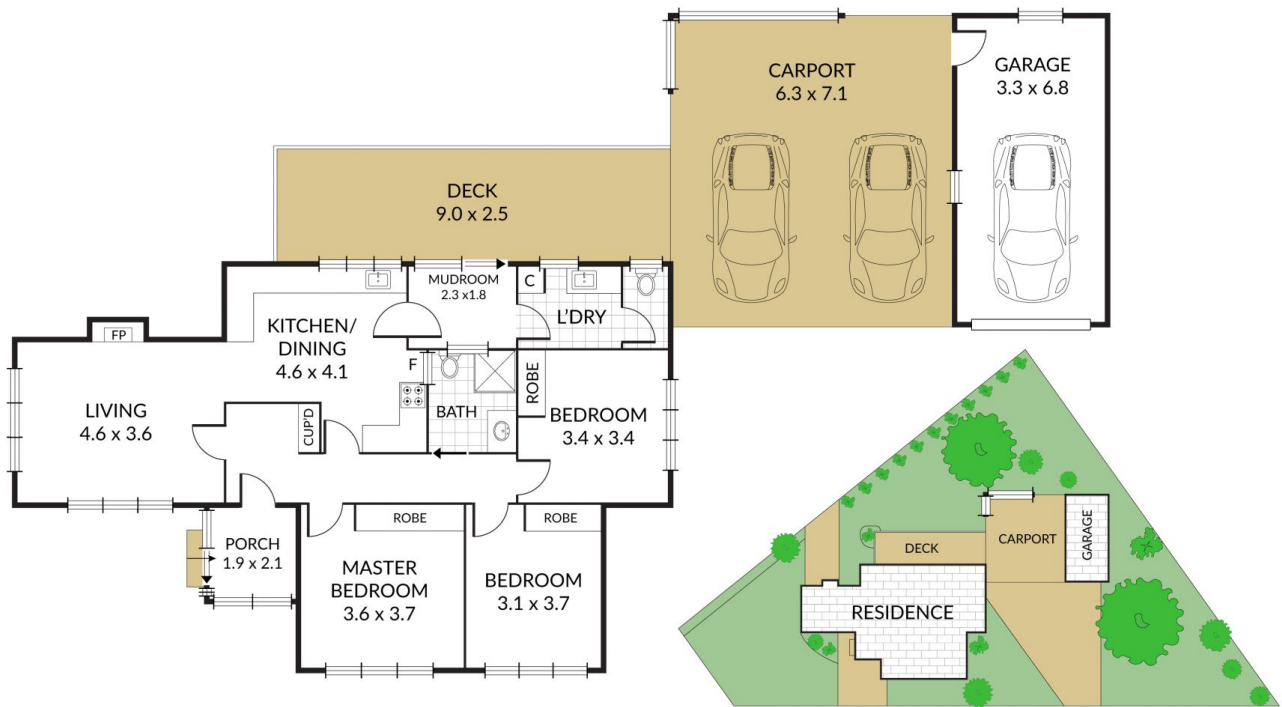 CARPORT
6.3 x 7.1
GARAGE
3.3 x 6.8
DECK
9.0 x 2.5
MUDROOM
2.3 x1.8
C
L'DRY
FP
KITCHEN/
DINING
4.6 x 4.1
F
LIVING
4.6 x 3.6
CUP'D
BATH
ROBE
BEDROOM
3.4 x 3.4
PORCH
1.9 x 2.1
ROBE
MASTER
BEDROOM
3.6 x 3.7
ROBE
BEDROOM
3.1 x 3.7
DECK
CARPORT
GARAGE
RESIDENCE